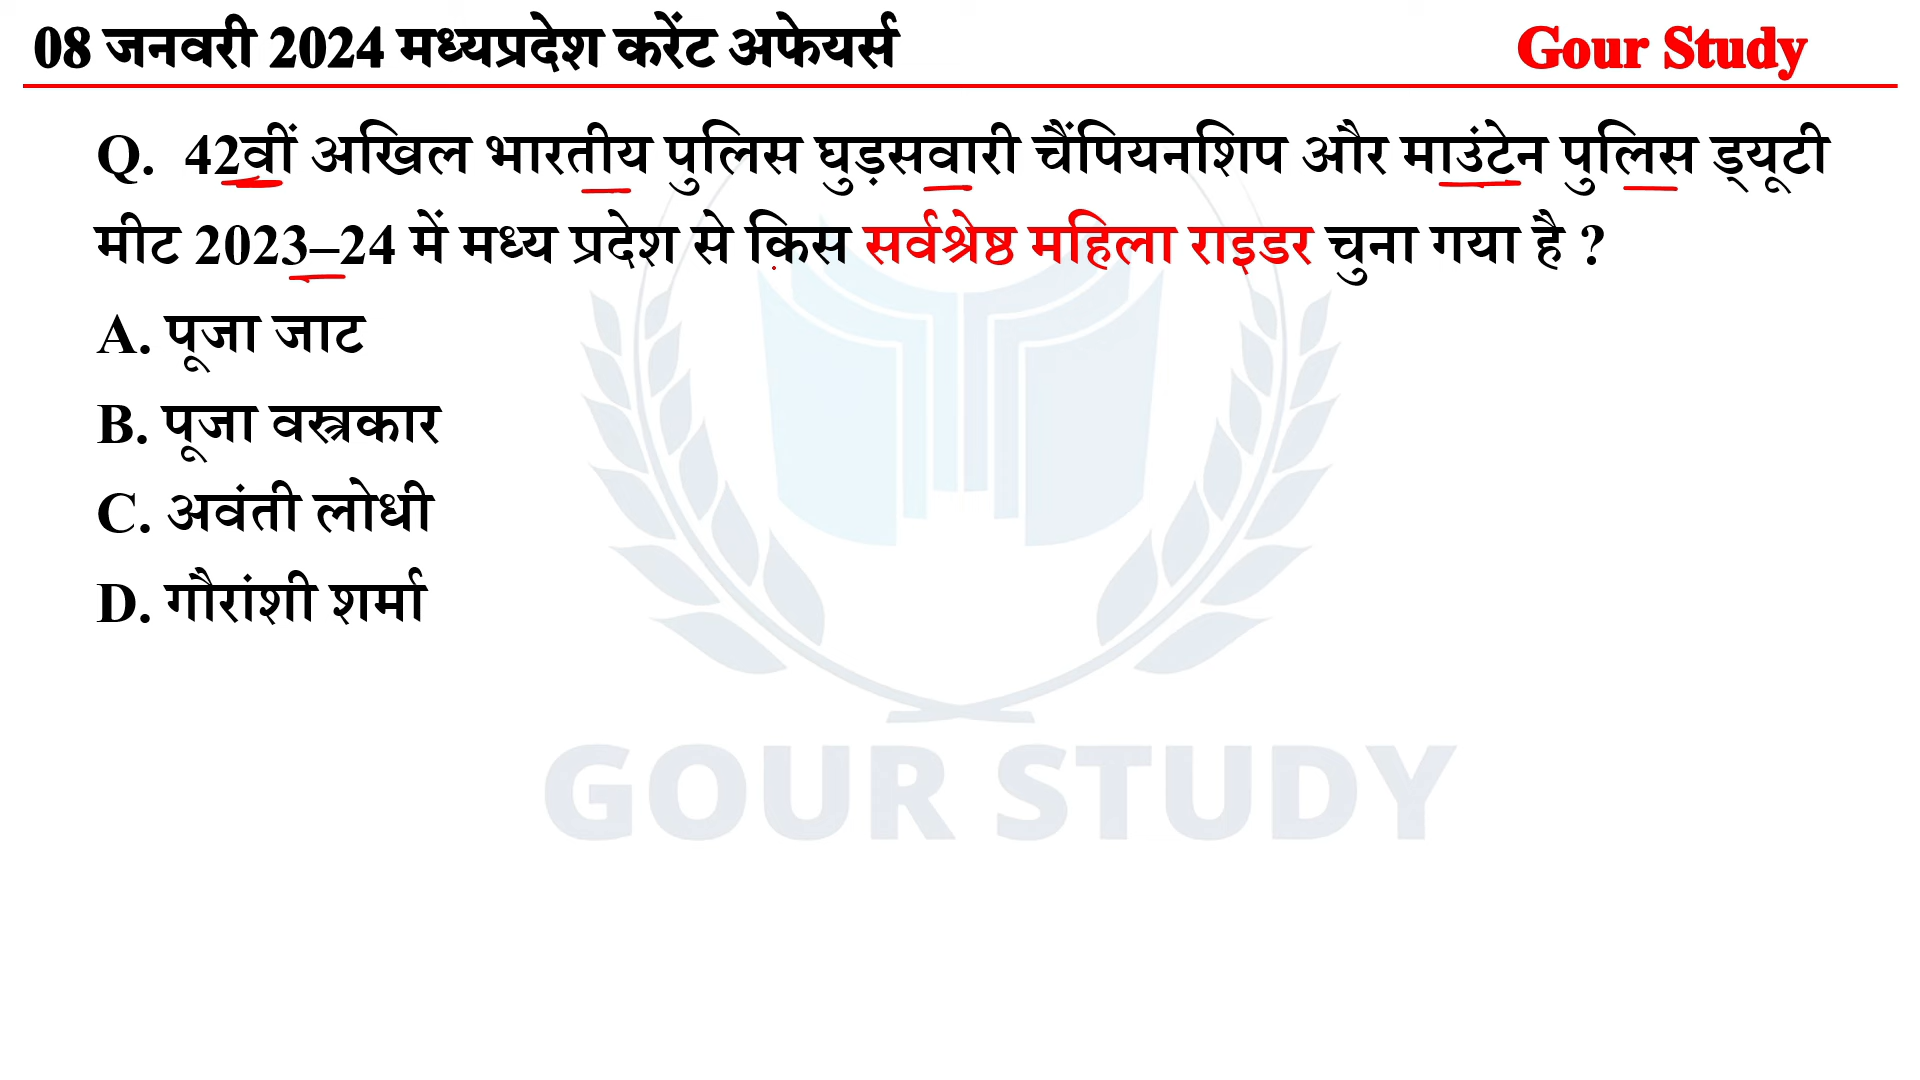 08 जनवरी 2024 मध्यप्रदेश करेंट अफेयर्स
Gour Study
Q. 42वीं अखिल भारतीय पुलिस घुड़सवारी चैंपियनशिप और माउंटेन पुलिस ड्यूटी
मीट 2023–24 में मध्य प्रदेश से किस सर्वश्रेष्ठ महिला राइडर चुना गया है ?
A. पूजा जाट
B. पूजा वस्त्रकार
C. अवंती लोधी
D. गौरांशी शर्मा
GOUR STUDY